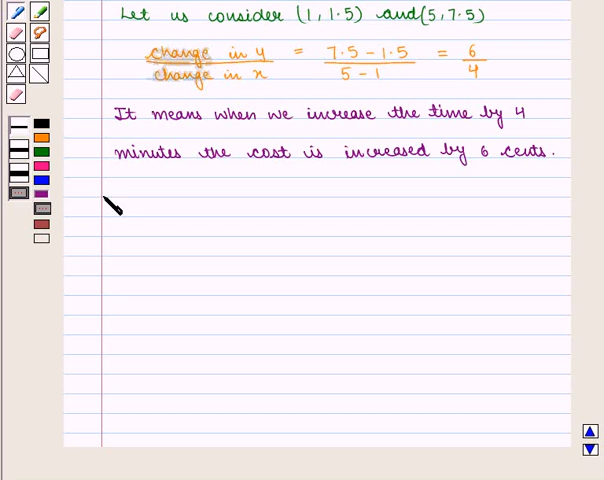 Let us consider (1, 1.5) and (5, 7.5)
change in y / change in x = 7.5 - 1.5 / 5 - 1 = 6 / 4
It means when we increase the time by 4
minutes the cost is increased by 6 cents.